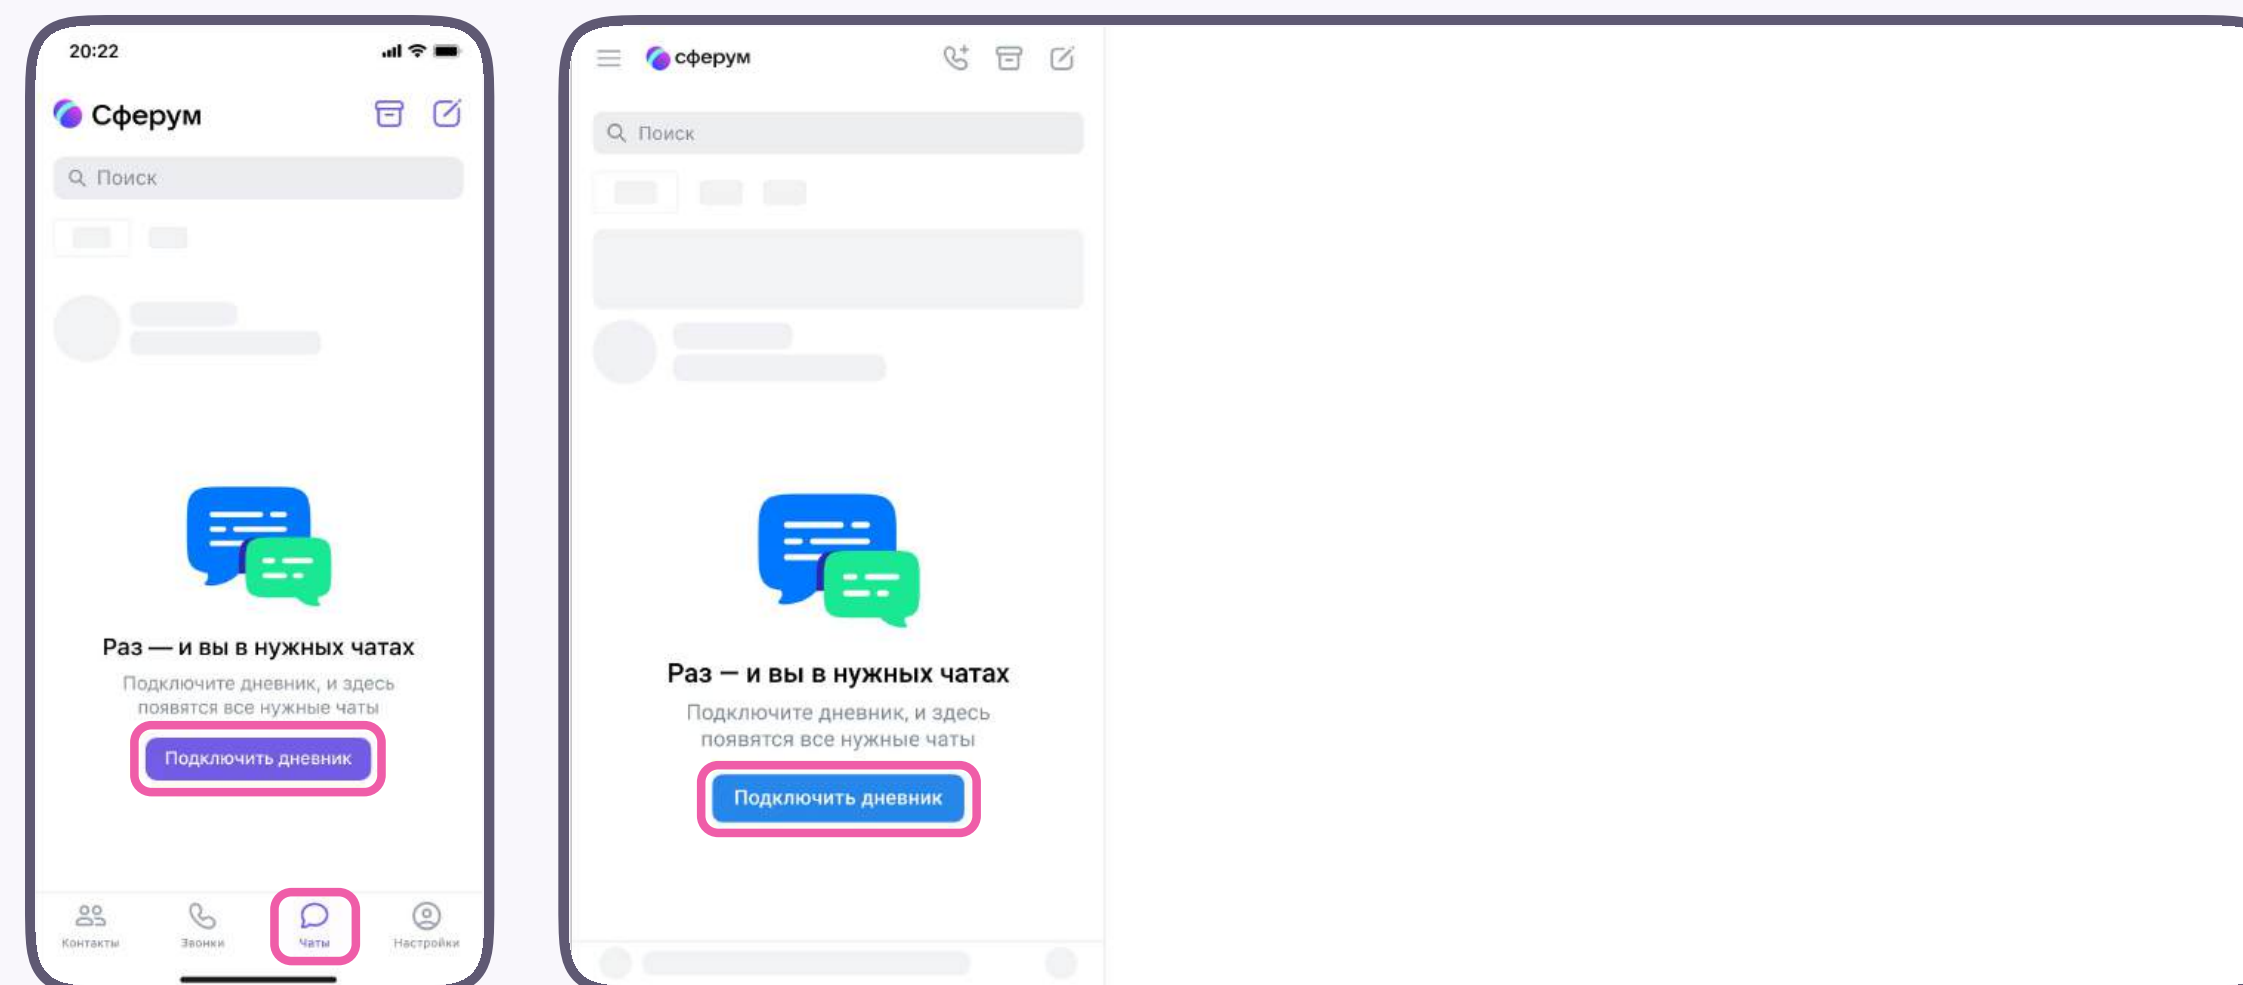 20:22
Сферум
Поиск
Раз — и вы в нужных чатах
Подключите дневник, и здесь
появятся все нужные чаты
Подключить дневник
Контакты
Звонки
Чаты
Настройки
сферум
Поиск
Раз — и вы в нужных чатах
Подключите дневник, и здесь
появятся все нужные чаты
Подключить дневник